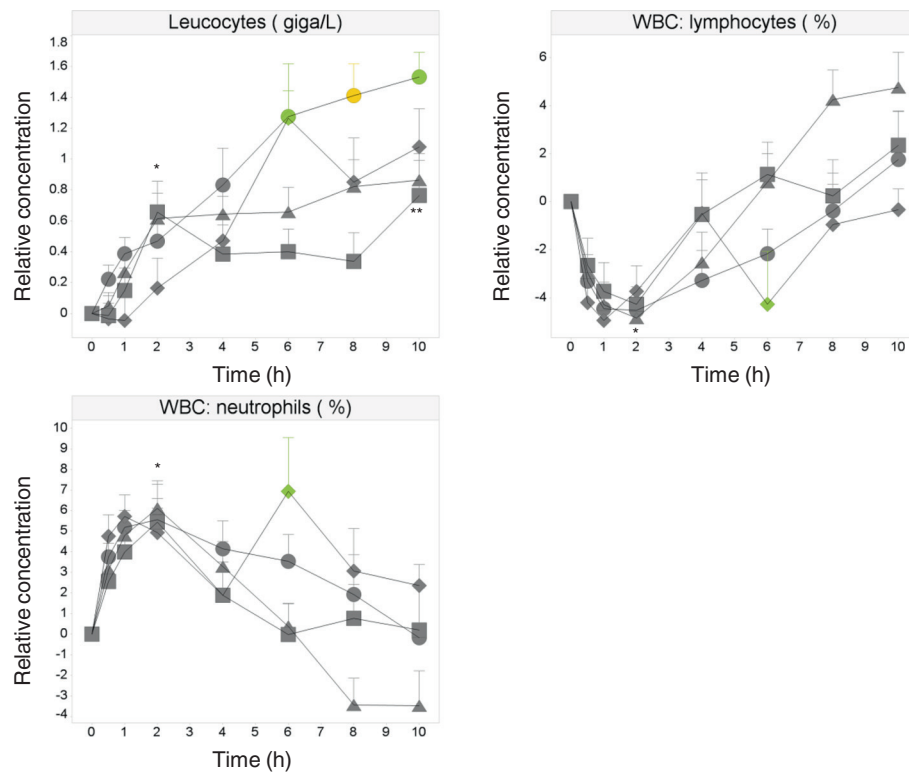 Leucocytes ( giga/L)
Relative concentration
1.8
1.6
1.4
1.2
1
0.8
0.6
0.4
0.2
0
*
**
0 1 2 3 4 5 6 7 8 10
Time (h)
WBC: lymphocytes ( %)
Relative concentration
6
4
2
0
-2
-4
*
0 1 2 3 4 5 6 7 8 10
Time (h)
WBC: neutrophils ( %)
Relative concentration
10
9
8
7
6
5
4
3
2
1
0
-1
-2
-3
-4
*
0 1 2 3 4 5 6 7 8 10
Time (h)